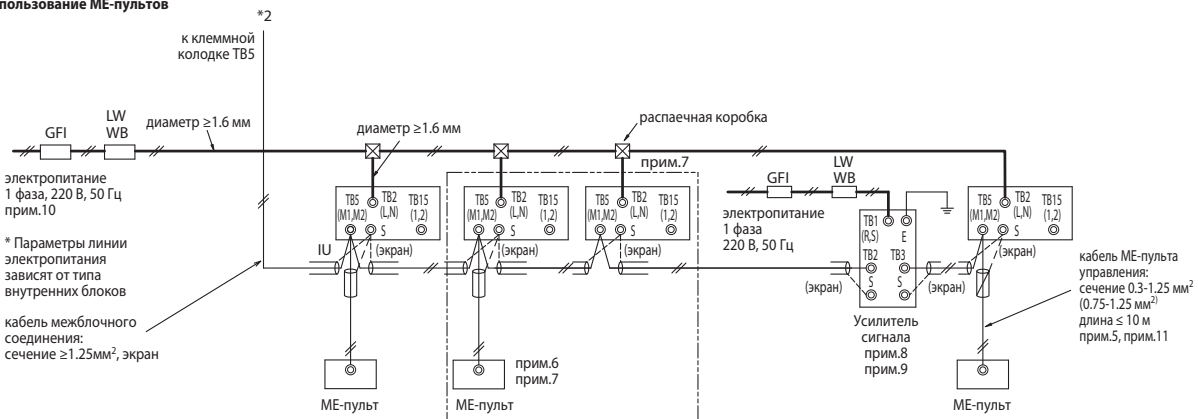 пользование ME-пультов
*2
к клеммной
колодке TB5
GFI
LW
WB
диаметр ≥1.6 мм
диаметр ≥1.6 мм
распаечная коробка
прим.7
электропитание
1 фаза, 220 В, 50 Гц
прим.10
* Параметры линии
электропитания
зависят от типа
внутренних блоков
кабель межблочного
соединения:
сечение ≥1.25мм², экран
TB5
(M1,M2)
TB2
(L,N)
TB15
(1,2)
S
IU
(экран)
TB5
(M1,M2)
TB2
(L,N)
TB15
(1,2)
S
(экран)
TB5
(M1,M2)
TB2
(L,N)
TB15
(1,2)
S
(экран)
GFI
LW
WB
электропитание
1 фаза
220 В, 50 Гц
TB1
(R,S)
E
TB2
TB3
S
S
(экран)
(экран)
Усилитель
сигнала
прим.8
прим.9
TB5
(M1,M2)
TB2
(L,N)
TB15
(1,2)
S
(экран)
кабель ME-пульта
управления:
сечение 0.3-1.25 мм²
(0.75-1.25 мм²)
длина ≤ 10 м
прим.5, прим.11
прим.6
прим.7
ME-пульт
ME-пульт
ME-пульт